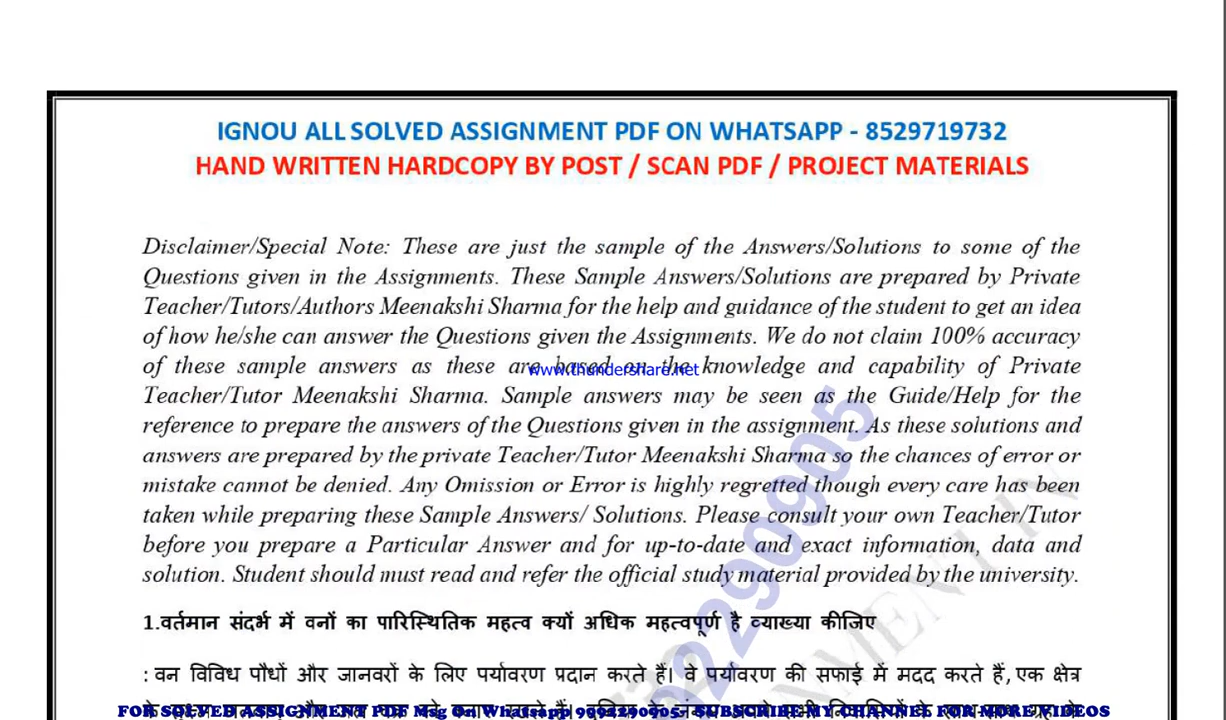 IGNOU ALL SOLVED ASSIGNMENT PDF ON WHATSAPP - 8529719732
HAND WRITTEN HARDCOPY BY POST / SCAN PDF / PROJECT MATERIALS
Disclaimer/Special Note: These are just the sample of the Answers/Solutions to some of the
Questions given in the Assignments. These Sample Answers/Solutions are prepared by Private
Teacher/Tutors/Authors Meenakshi Sharma for the help and guidance of the student to get an idea
of how he/she can answer the Questions given the Assignments. We do not claim 100% accuracy
of these sample answers as these are based on the knowledge and capability of Private
www.thundershare.net
Teacher/Tutor Meenakshi Sharma. Sample answers may be seen as the Guide/Help for the
reference to prepare the answers of the Questions given in the assignment. As these solutions and
answers are prepared by the private Teacher/Tutor Meenakshi Sharma so the chances of error or
mistake cannot be denied. Any Omission or Error is highly regretted though every care has been
taken while preparing these Sample Answers/ Solutions. Please consult your own Teacher/Tutor
before you prepare a Particular Answer and for up-to-date and exact information, data and
solution. Student should must read and refer the official study material provided by the university.
1.वर्तमान संदर्भ में वनों का पारिस्थितिक महत्व क्यों अधिक महत्वपूर्ण है व्याख्या कीजिए
: वन विविध पौधों और जानवरों के लिए पर्यावरण प्रदान करते हैं। वे पर्यावरण की सफाई में मदद करते हैं, एक क्षेत्र
FOR SOLVED ASSIGNMENT PDF Msg On Whatsapp 9992290905- SUBSCRIBE MY CHANNEL FOR MORE VIDEOS